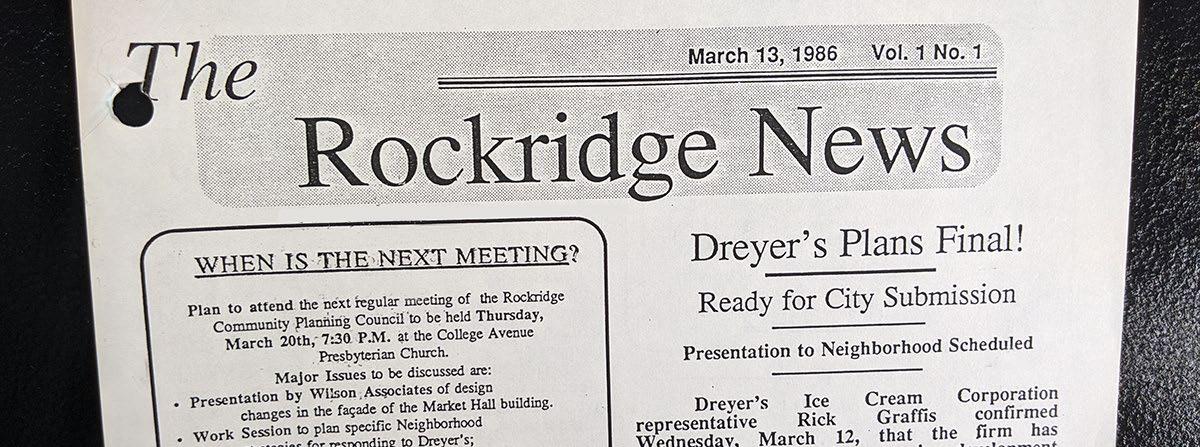 The
March 13, 1986 Vol. 1 No. 1
Rockridge News
WHEN IS THE NEXT MEETING?
Plan to attend the next regular meeting of the Rockridge
Community Planning Council to be held Thursday,
March 20th, 7:30 P.M. at the College Avenue
Presbyterian Church.
Major Issues to be discussed are:
• Presentation by Wilson Associates of design
changes in the façade of the Market Hall building.
• Work Session to plan specific Neighborhood
for responding to Dreyer's;
Dreyer's Plans Final!
Ready for City Submission
Presentation to Neighborhood Scheduled
Dreyer's Ice Cream Corporation
representative Rick Graffis confirmed
Wednesday, March 12, that the firm has